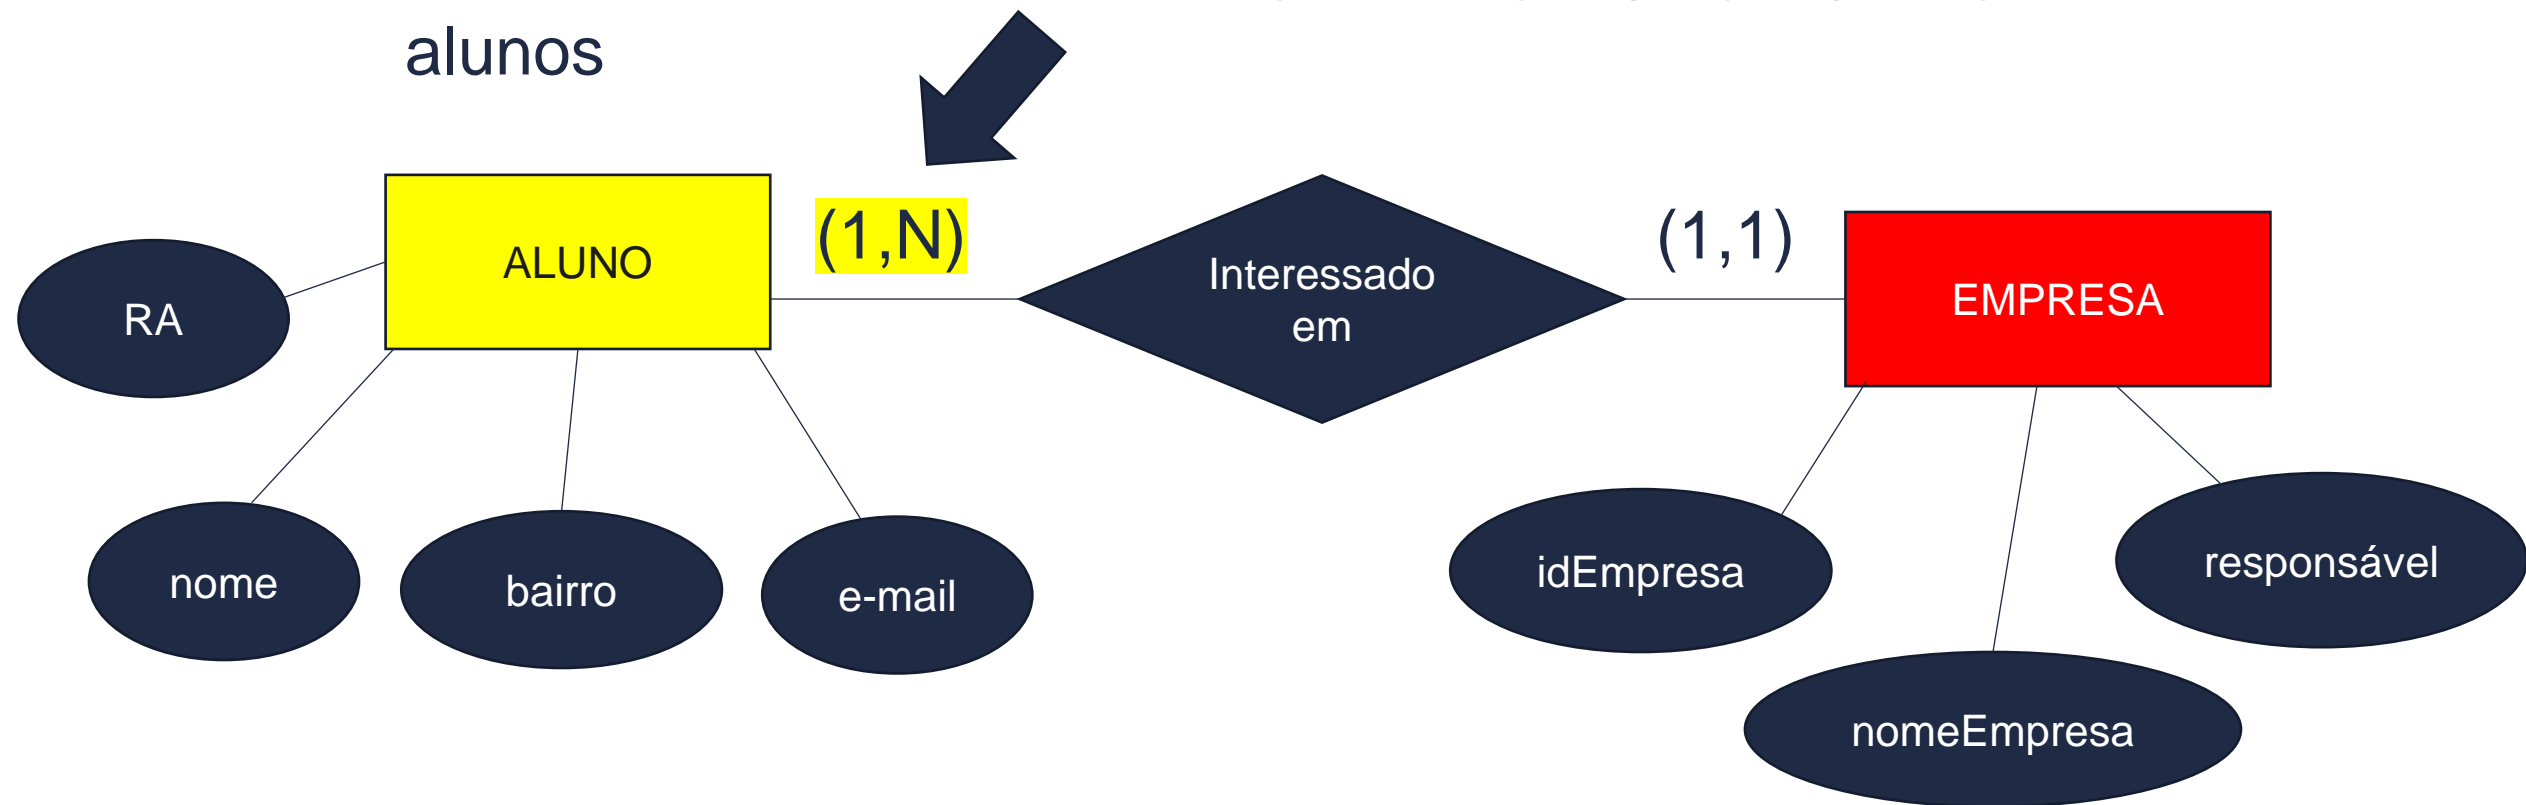 alunos
ALUNO
(1,N)
Interessado
em
(1,1)
EMPRESA
RA
nome
bairro
e-mail
idEmpresa
responsável
nomeEmpresa